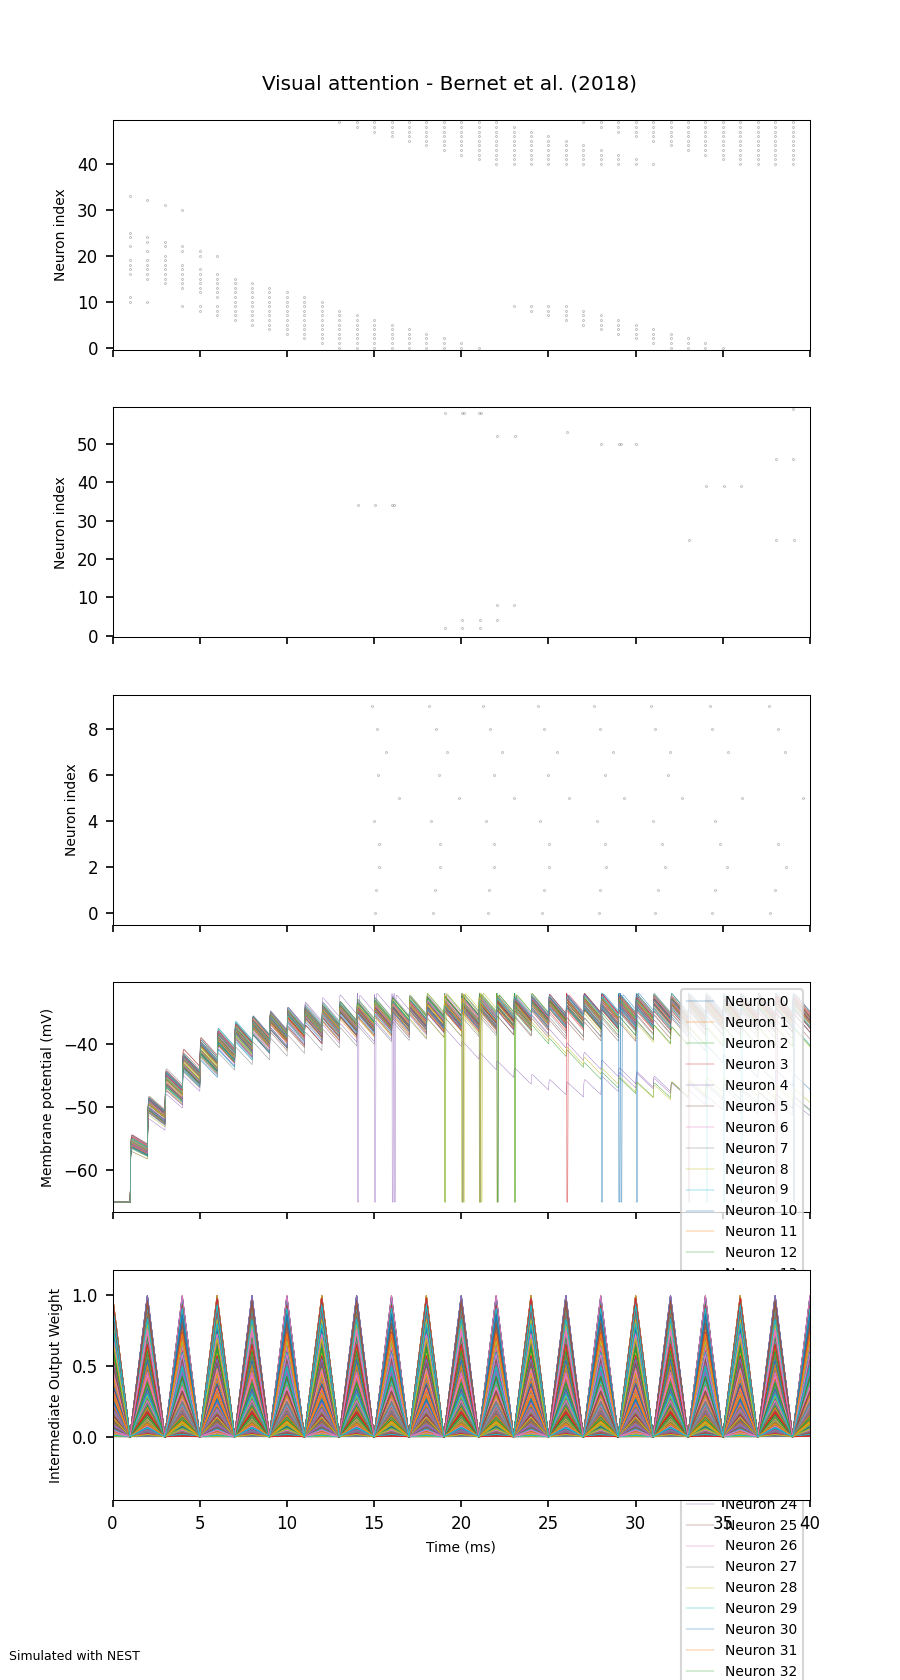 Visual attention - Bernet et al. (2018)
Neuron index
40
30
20
10
0
Neuron index
50
40
30
20
10
0
Neuron index
8
6
4
2
0
Membrane potential (mV)
−40
−50
−60
Neuron 0
Neuron 1
Neuron 2
Neuron 3
Neuron 4
Neuron 5
Neuron 6
Neuron 7
Neuron 8
Neuron 9
Neuron 10
Neuron 11
Neuron 12
Intermediate Output Weight
1.0
0.5
0.0
0 5 10 15 20 25 30 35 40
Time (ms)
Neuron 24
Neuron 25
Neuron 26
Neuron 27
Neuron 28
Neuron 29
Neuron 30
Neuron 31
Neuron 32
Simulated with NEST